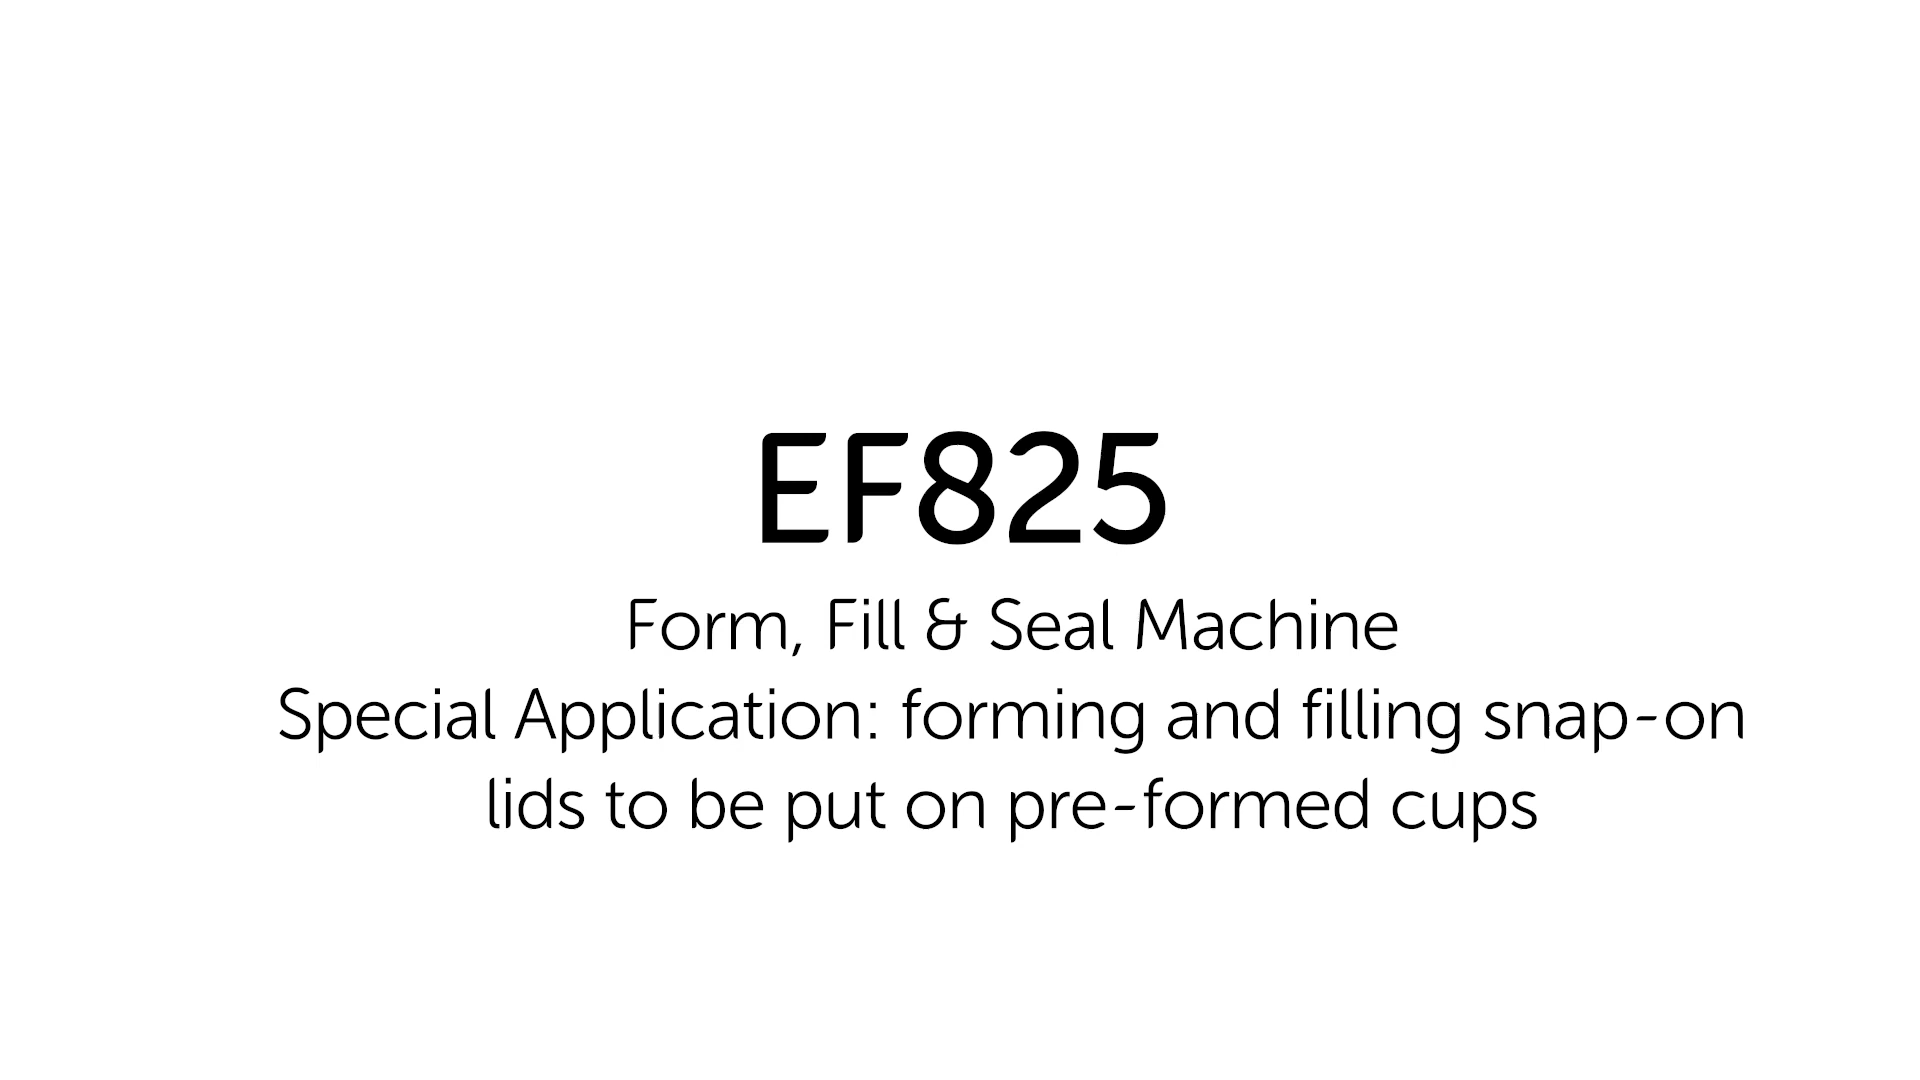 EF825
Form, Fill & Seal Machine
Special Application: forming and filling snap-on
lids to be put on pre-formed cups